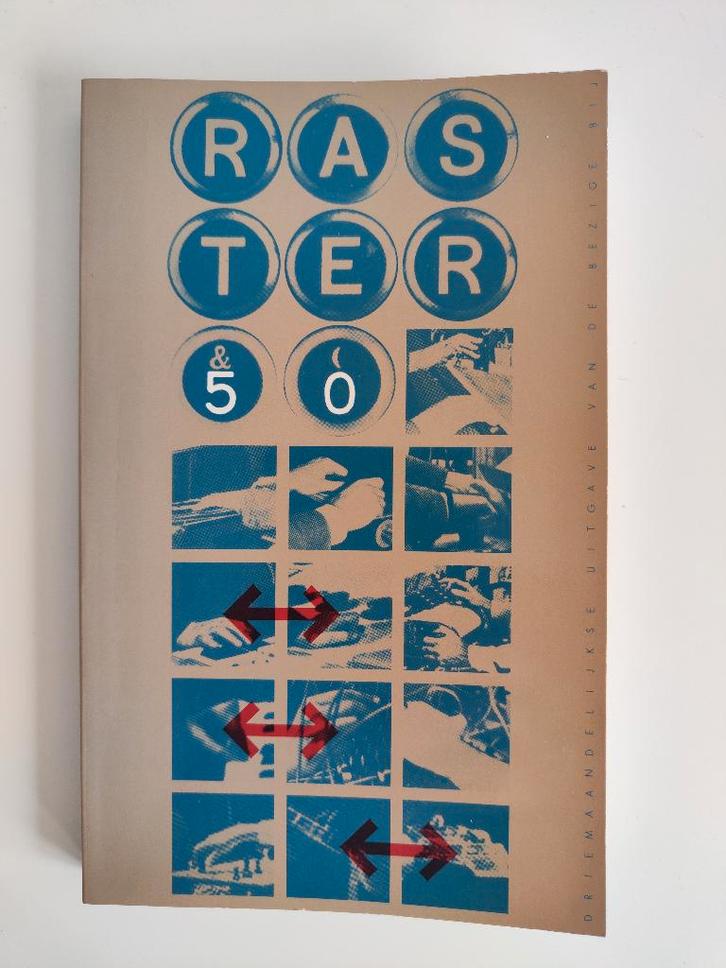 RAS
TER
& (
50
DRIEMAANDELIJKSE UITGAVE VAN DE BEZIGE BIJ